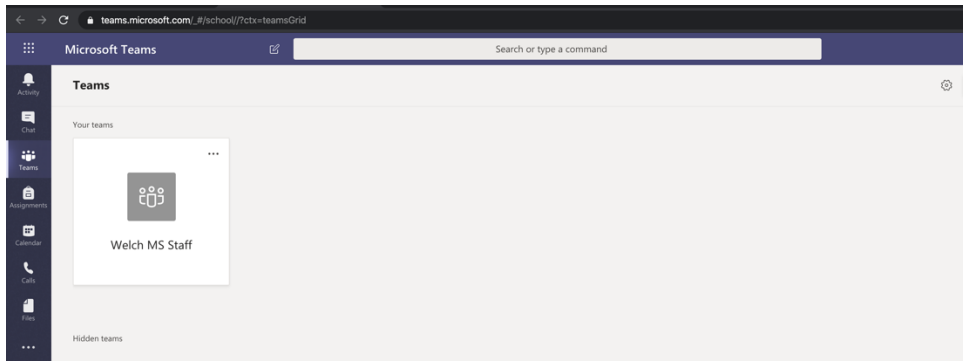 teams.microsoft.com/_#/school//?ctx=teamsGrid
Microsoft Teams
Search or type a command
Activity
Teams
Chat
Your teams
Teams
Assignments
Welch MS Staff
Calendar
Calls
Files
Hidden teams